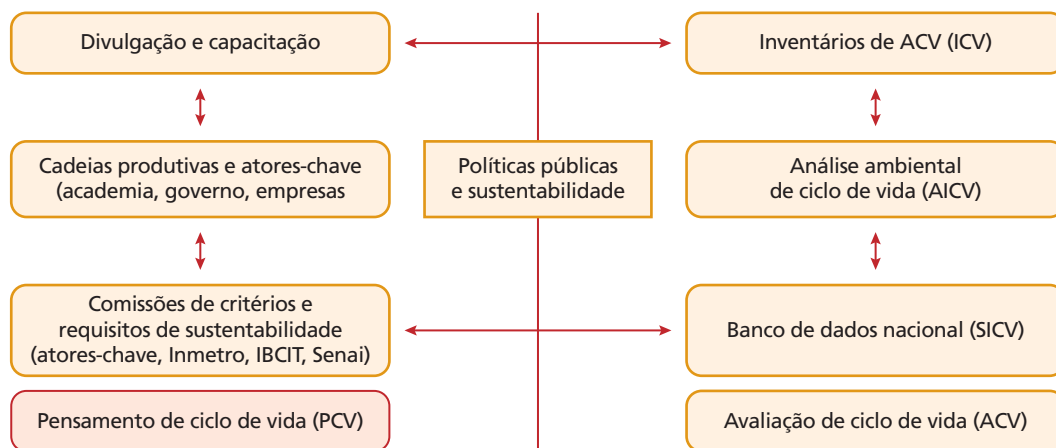 Divulgação e capacitação
Inventários de ACV (ICV)
Cadeias produtivas e atores-chave
(academia, governo, empresas
Políticas públicas
e sustentabilidade
Análise ambiental
de ciclo de vida (AICV)
Comissões de critérios e
requisitos de sustentabilidade
(atores-chave, Inmetro, IBCIT, Senai)
Banco de dados nacional (SICV)
Pensamento de ciclo de vida (PCV)
Avaliação de ciclo de vida (ACV)